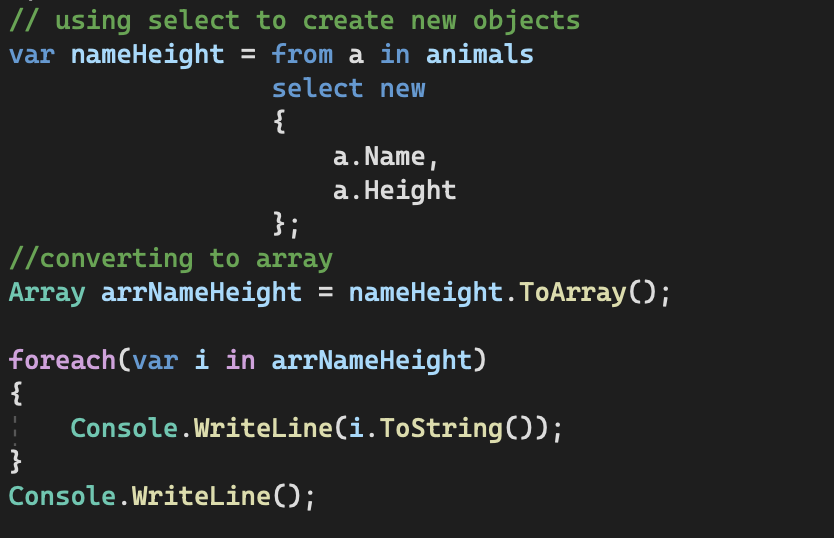 // using select to create new objects
var nameHeight = from a in animals
                 select new
                 {
                     a.Name,
                     a.Height
                 };
//converting to array
Array arrNameHeight = nameHeight.ToArray();

foreach(var i in arrNameHeight)
{
    Console.WriteLine(i.ToString());
}
Console.WriteLine();